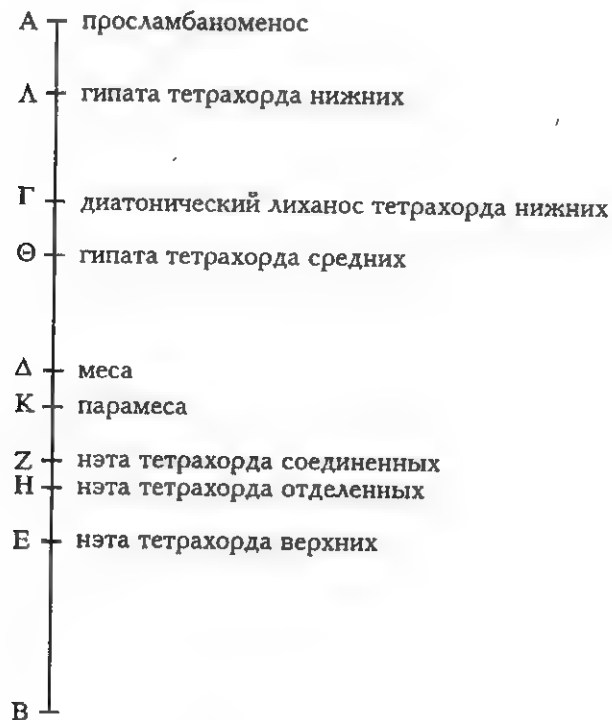 Α просламбаноменос
Λ гипата тетрахорда нижних
Γ диатонический лиханос тетрахорда нижних
Θ гипата тетрахорда средних
Δ меса
Κ парамеса
Ζ нэта тетрахорда соединенных
Η нэта тетрахорда отделенных
Ε нэта тетрахорда верхних
Β